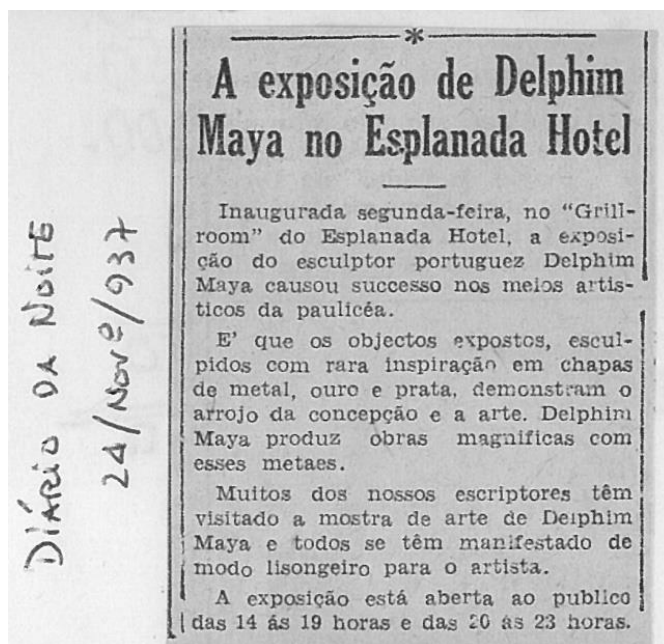 DIÁRIO DA NOITE
24/NOVº/937
A exposição de Delphim
Maya no Esplanada Hotel
Inaugurada segunda-feira, no "Grill-
room" do Esplanada Hotel, a exposi-
ção do esculptor portuguez Delphim
Maya causou successo nos meios artis-
ticos da paulicéa.
E' que os objectos expostos, escul-
pidos com rara inspiração em chapas
de metal, ouro e prata, demonstram o
arrojo da concepção e a arte. Delphim
Maya produz obras magnificas com
esses metaes.
Muitos dos nossos escriptores têm
visitado a mostra de arte de Delphim
Maya e todos se têm manifestado de
modo lisongeiro para o artista.
A exposição está aberta ao publico
das 14 ás 19 horas e das 20 ás 23 horas.